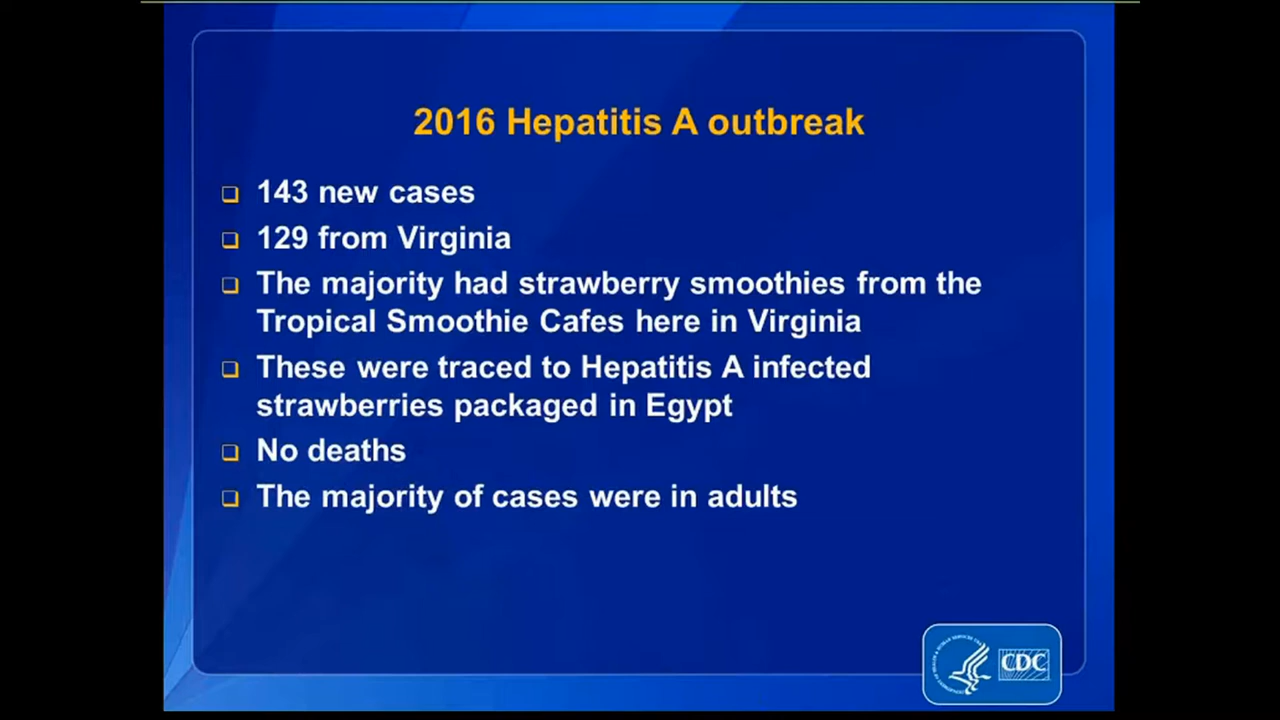 2016 Hepatitis A outbreak
143 new cases
129 from Virginia
The majority had strawberry smoothies from the
Tropical Smoothie Cafes here in Virginia
These were traced to Hepatitis A infected
strawberries packaged in Egypt
No deaths
The majority of cases were in adults
CDC